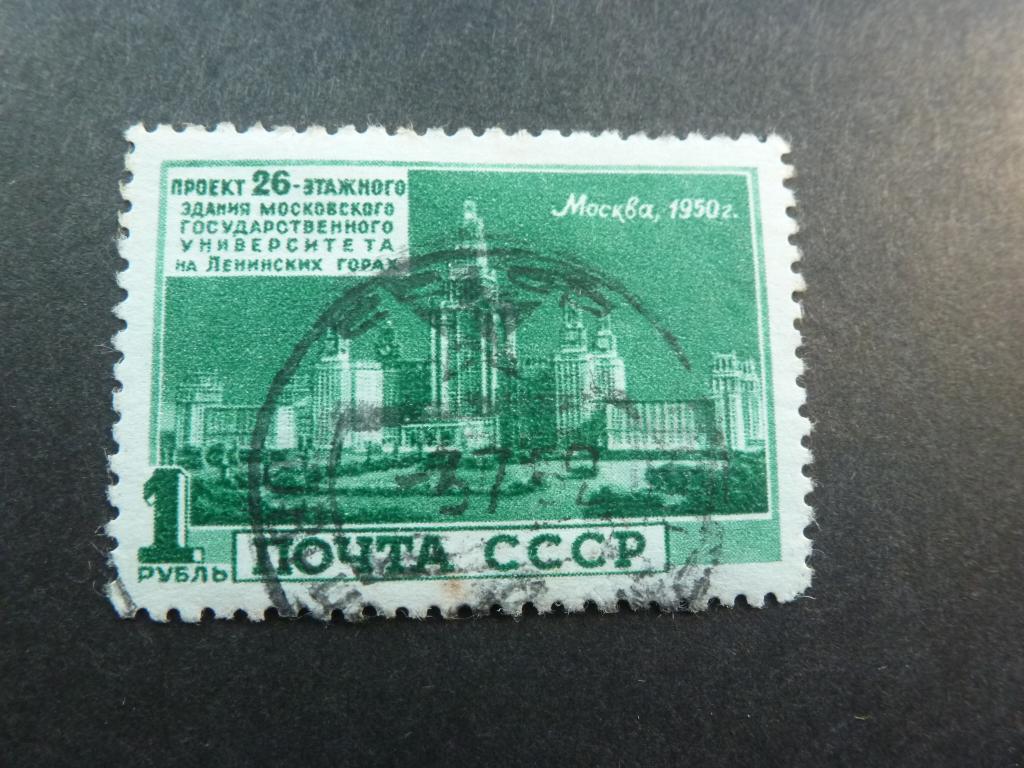 ПРОЕКТ 26-ЭТАЖНОГО
ЗДАНИЯ МОСКОВСКОГО
ГОСУДАРСТВЕННОГО
УНИВЕРСИТЕТА
НА ЛЕНИНСКИХ ГОРАХ
Москва, 1950г.
1
РУБЛЬ
ПОЧТА СССР